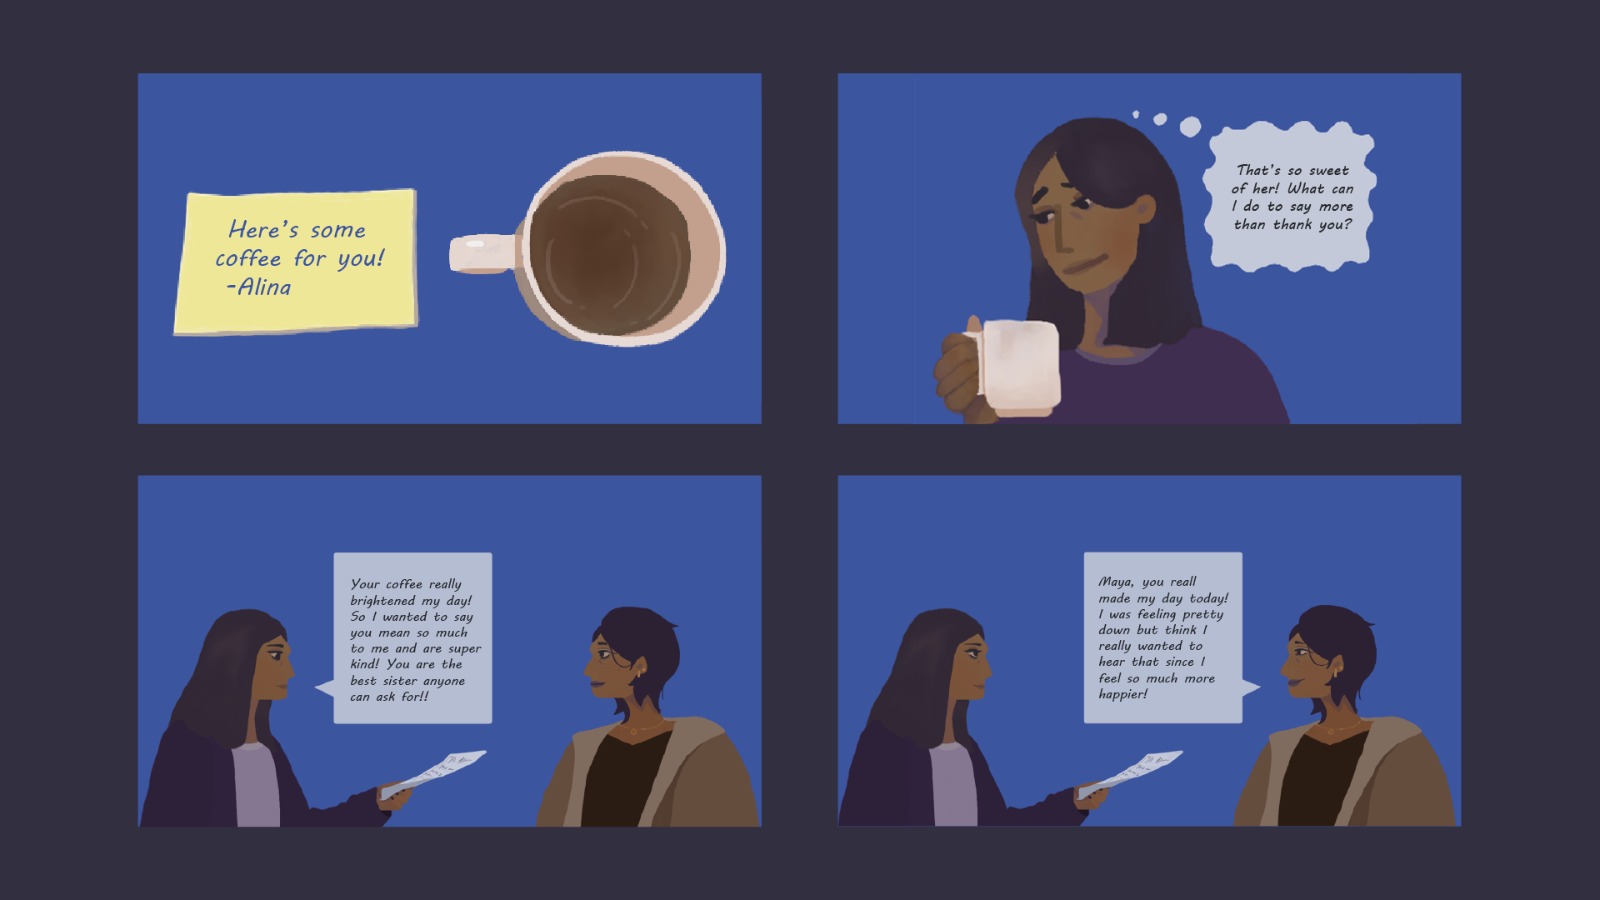 Here's some
coffee for you!
-Alina
That's so sweet
of her! What can
I do to say more
than thank you?
Your coffee really
brightened my day!
So I wanted to say
you mean so much
to me and are super
kind! You are the
best sister anyone
can ask for!!
Maya, you reall
made my day today!
I was feeling pretty
down but think I
really wanted to
hear that since I
feel so much more
happier!